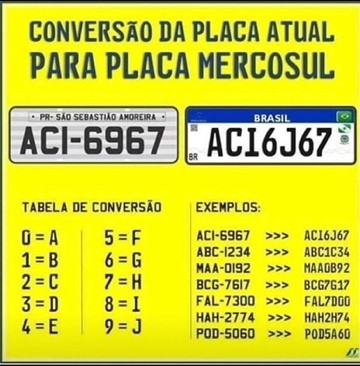 CONVERSÃO DA PLACA ATUAL
PARA PLACA MERCOSUL
PR - SÃO SEBASTIÃO AMOREIRA
ACI-6967
BRASIL
BR
ACI6J67
TABELA DE CONVERSÃO
0 = A 5 = F
1 = B 6 = G
2 = C 7 = H
3 = D 8 = I
4 = E 9 = J
EXEMPLOS:
ACI-6967 >>> ACI6J67
ABC-1234 >>> ABC1C34
MAA-0192 >>> MAA0B92
BCG-7617 >>> BCG7G17
FAL-7300 >>> FAL7D00
HAH-2774 >>> HAH2H74
POD-5060 >>> POD5A60